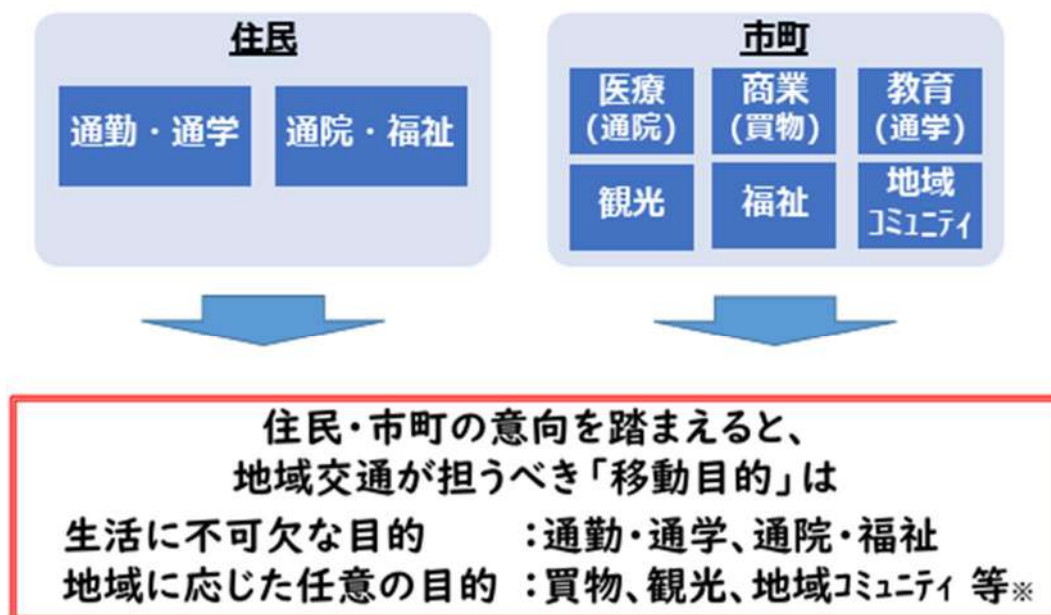 住民
通勤・通学
通院・福祉
市町
医療
(通院)
商業
(買物)
教育
(通学)
観光
福祉
地域
コミュニティ
住民・市町の意向を踏まえると、
地域交通が担うべき「移動目的」は
生活に不可欠な目的　　：通勤・通学、通院・福祉
地域に応じた任意の目的：買物、観光、地域コミュニティ 等※